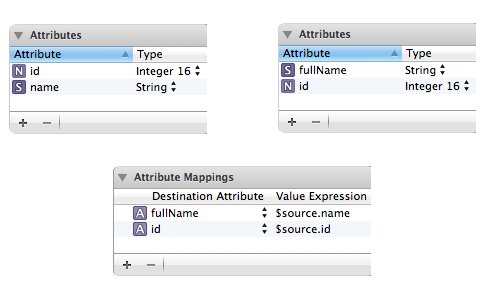 Attributes
Attribute Type
N id Integer 16
S name String
+ −
Attributes
Attribute Type
S fullName String
N id Integer 16
+ −
Attribute Mappings
Destination Attribute Value Expression
A fullName $source.name
A id $source.id
+ −